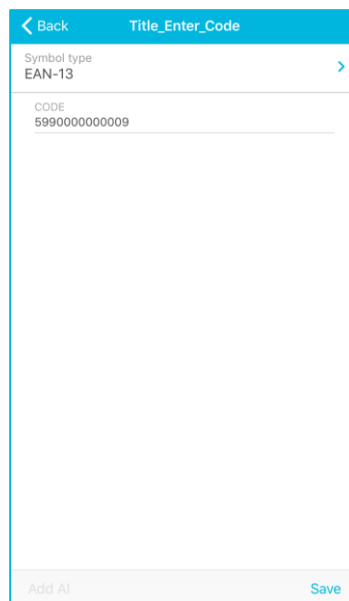 Back
Title_Enter_Code
Symbol type
EAN-13
CODE
5990000000009
Add AI
Save